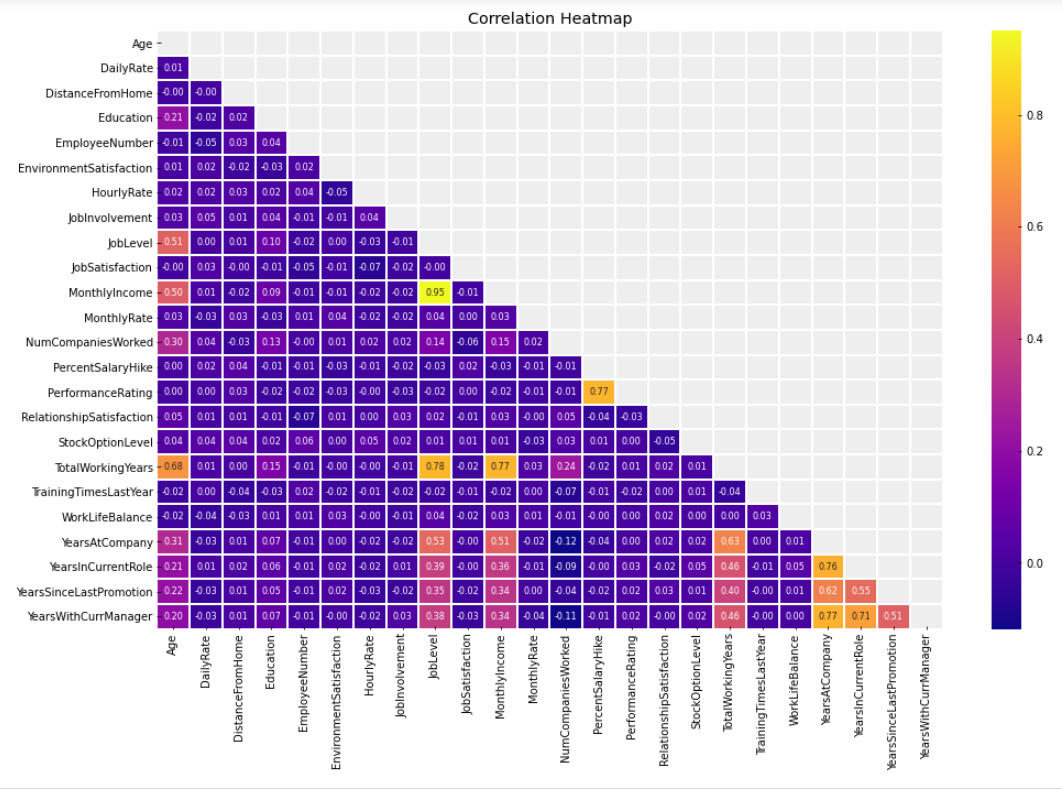 Correlation Heatmap
Age
DailyRate 0.01
DistanceFromHome -0.00 -0.00
Education 0.21 -0.02 0.02
EmployeeNumber -0.01 -0.05 0.03 0.04
EnvironmentSatisfaction 0.01 0.02 -0.02 -0.03 0.02
HourlyRate 0.02 0.02 0.03 0.02 0.04 -0.05
JobInvolvement 0.03 0.05 0.01 0.04 -0.01 -0.01 0.04
JobLevel 0.51 0.00 0.01 0.10 -0.02 0.00 -0.03 -0.01
JobSatisfaction -0.00 0.03 -0.00 -0.01 -0.05 -0.01 -0.07 -0.02 -0.00
MonthlyIncome 0.50 0.01 -0.02 0.09 -0.01 -0.01 -0.02 -0.02 0.95 -0.01
MonthlyRate 0.03 -0.03 0.03 -0.03 0.01 0.04 -0.02 -0.02 0.04 0.00 0.03
NumCompaniesWorked 0.30 0.04 -0.03 0.13 -0.00 0.01 0.02 0.02 0.14 -0.06 0.15 0.02
PercentSalaryHike 0.00 0.02 0.04 -0.01 -0.01 -0.03 -0.01 -0.02 -0.03 0.02 -0.03 -0.01 -0.01
PerformanceRating 0.00 0.00 0.03 -0.02 -0.02 -0.03 -0.00 -0.03 -0.02 0.00 -0.02 -0.01 -0.01 0.77
RelationshipSatisfaction 0.05 0.01 0.01 -0.01 -0.07 0.01 0.00 0.03 0.02 -0.01 0.03 -0.00 0.05 -0.04 -0.03
StockOptionLevel 0.04 0.04 0.04 0.02 0.06 0.00 0.05 0.02 0.01 0.01 0.01 -0.03 0.03 0.01 0.00 -0.05
TotalWorkingYears 0.68 0.01 0.00 0.15 -0.01 -0.00 -0.00 -0.01 0.78 -0.02 0.77 0.03 0.24 -0.02 0.01 0.02 0.01
TrainingTimesLastYear -0.02 0.00 -0.04 -0.03 0.02 -0.02 -0.01 -0.02 -0.02 -0.01 -0.02 0.00 -0.07 -0.01 -0.02 0.00 0.01 -0.04
WorkLifeBalance -0.02 -0.04 -0.03 0.01 0.01 0.03 -0.00 -0.01 0.04 -0.02 0.03 0.01 -0.01 -0.00 0.00 0.02 0.00 0.00 0.03
YearsAtCompany 0.31 -0.03 0.01 0.07 -0.01 0.00 -0.02 -0.02 0.53 -0.00 0.51 -0.02 -0.12 -0.04 0.00 0.02 0.02 0.63 0.00 0.01
YearsInCurrentRole 0.21 0.01 0.02 0.06 -0.01 0.02 -0.02 0.01 0.39 -0.00 0.36 -0.01 -0.09 -0.00 0.03 -0.02 0.05 0.46 -0.01 0.05 0.76
YearsSinceLastPromotion 0.22 -0.03 0.01 0.05 -0.01 0.02 -0.03 -0.02 0.35 -0.02 0.34 0.00 -0.04 -0.02 0.02 0.03 0.01 0.40 -0.00 0.01 0.62 0.55
YearsWithCurrManager 0.20 -0.03 0.01 0.07 -0.01 -0.00 -0.02 0.03 0.38 -0.03 0.34 -0.04 -0.11 -0.01 0.02 -0.00 0.02 0.46 -0.00 0.00 0.77 0.71 0.51
Age
DailyRate
DistanceFromHome
Education
EmployeeNumber
EnvironmentSatisfaction
HourlyRate
JobInvolvement
JobLevel
JobSatisfaction
MonthlyIncome
MonthlyRate
NumCompaniesWorked
PercentSalaryHike
PerformanceRating
RelationshipSatisfaction
StockOptionLevel
TotalWorkingYears
TrainingTimesLastYear
WorkLifeBalance
YearsAtCompany
YearsInCurrentRole
YearsSinceLastPromotion
YearsWithCurrManager
0.8
0.6
0.4
0.2
0.0